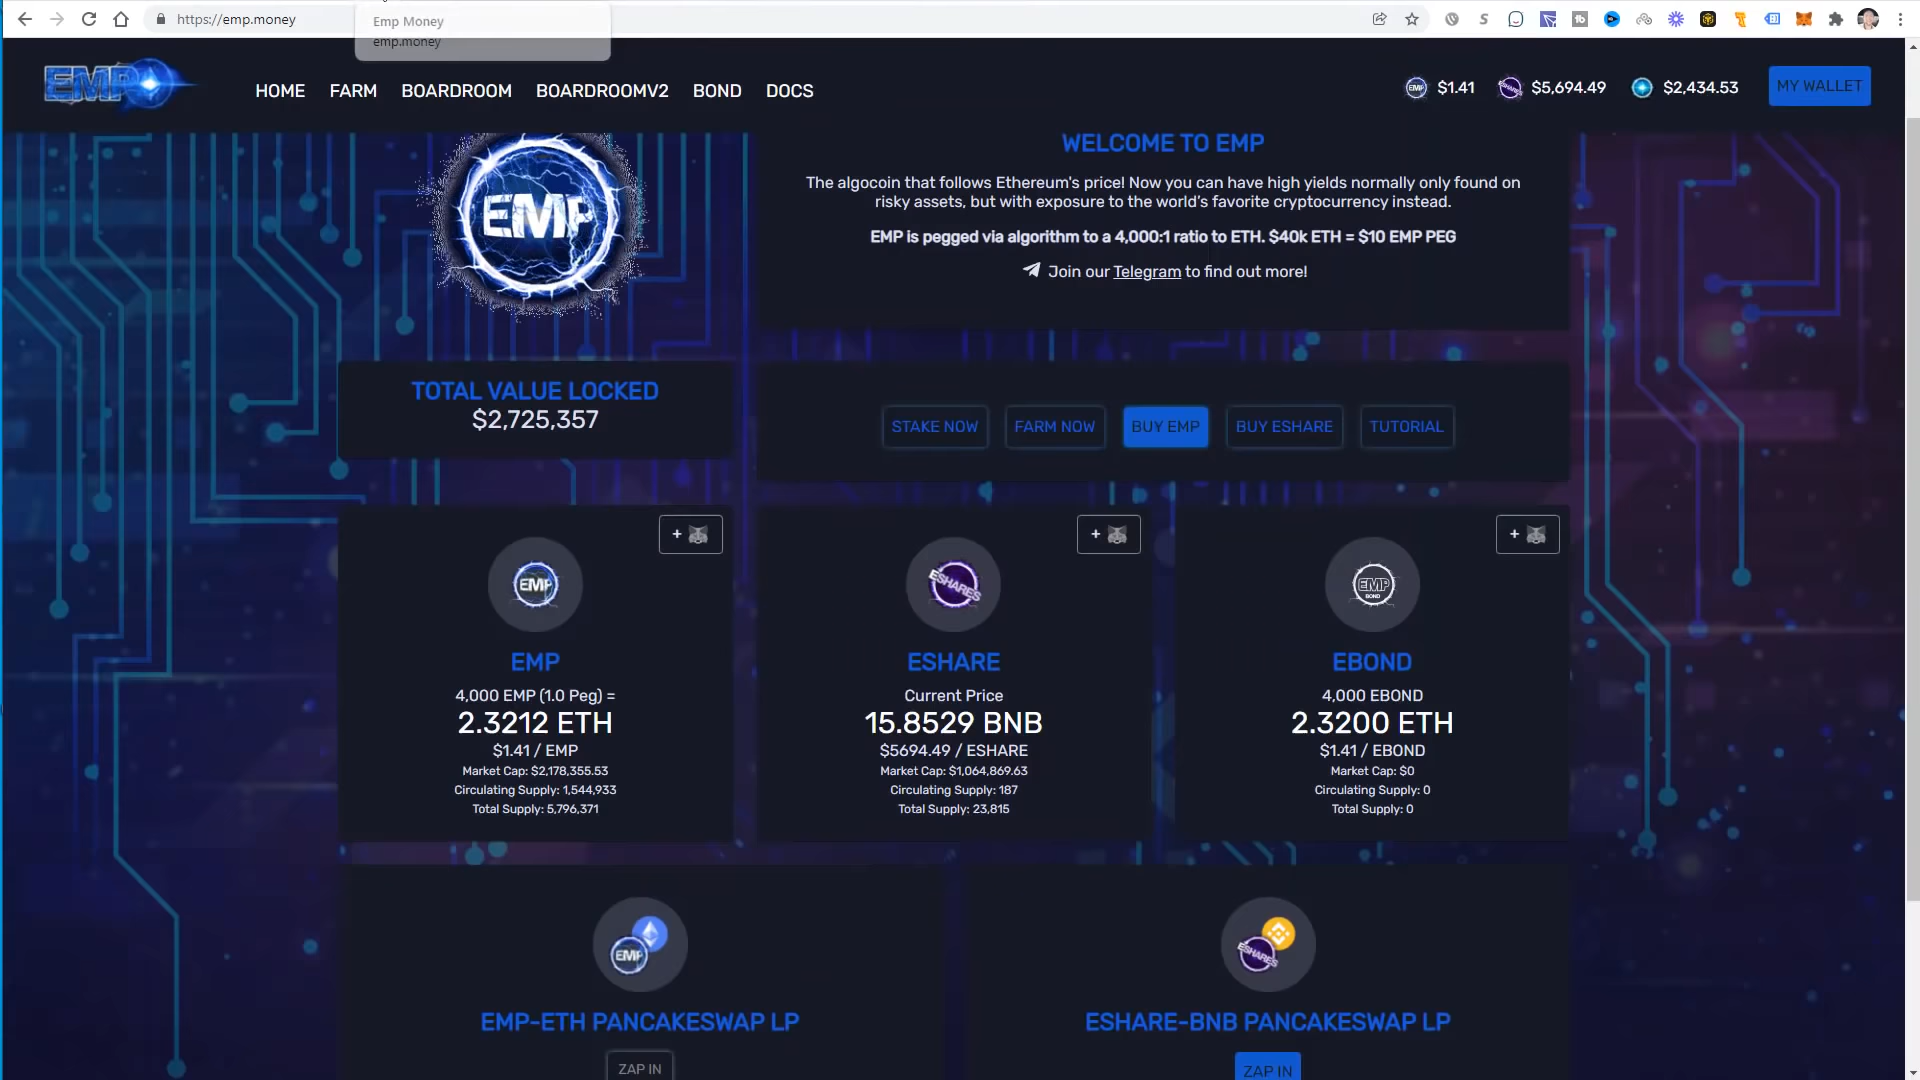 https://emp.money
Emp Money
emp.money
EMP
HOME
FARM
BOARDROOM
BOARDROOMV2
BOND
DOCS
EMP
$1.41
$5,694.49
$2,434.53
MY WALLET
EMP
WELCOME TO EMP
The algocoin that follows Ethereum's price! Now you can have high yields normally only found on
risky assets, but with exposure to the world's favorite cryptocurrency instead.
EMP is pegged via algorithm to a 4,000:1 ratio to ETH. $40k ETH = $10 EMP PEG
Join our Telegram to find out more!
TOTAL VALUE LOCKED
$2,725,357
STAKE NOW
FARM NOW
BUY EMP
BUY ESHARE
TUTORIAL
+
EMP
EMP
4,000 EMP (1.0 Peg) =
2.3212 ETH
$1.41 / EMP
Market Cap: $2,178,355.53
Circulating Supply: 1,544,933
Total Supply: 5,796,371
+
ESHARES
ESHARE
Current Price
15.8529 BNB
$5694.49 / ESHARE
Market Cap: $1,064,869.63
Circulating Supply: 187
Total Supply: 23,815
+
EMP
BOND
EBOND
4,000 EBOND
2.3200 ETH
$1.41 / EBOND
Market Cap: $0
Circulating Supply: 0
Total Supply: 0
EMP
EMP-ETH PANCAKESWAP LP
ZAP IN
ESHARES
ESHARE-BNB PANCAKESWAP LP
ZAP IN